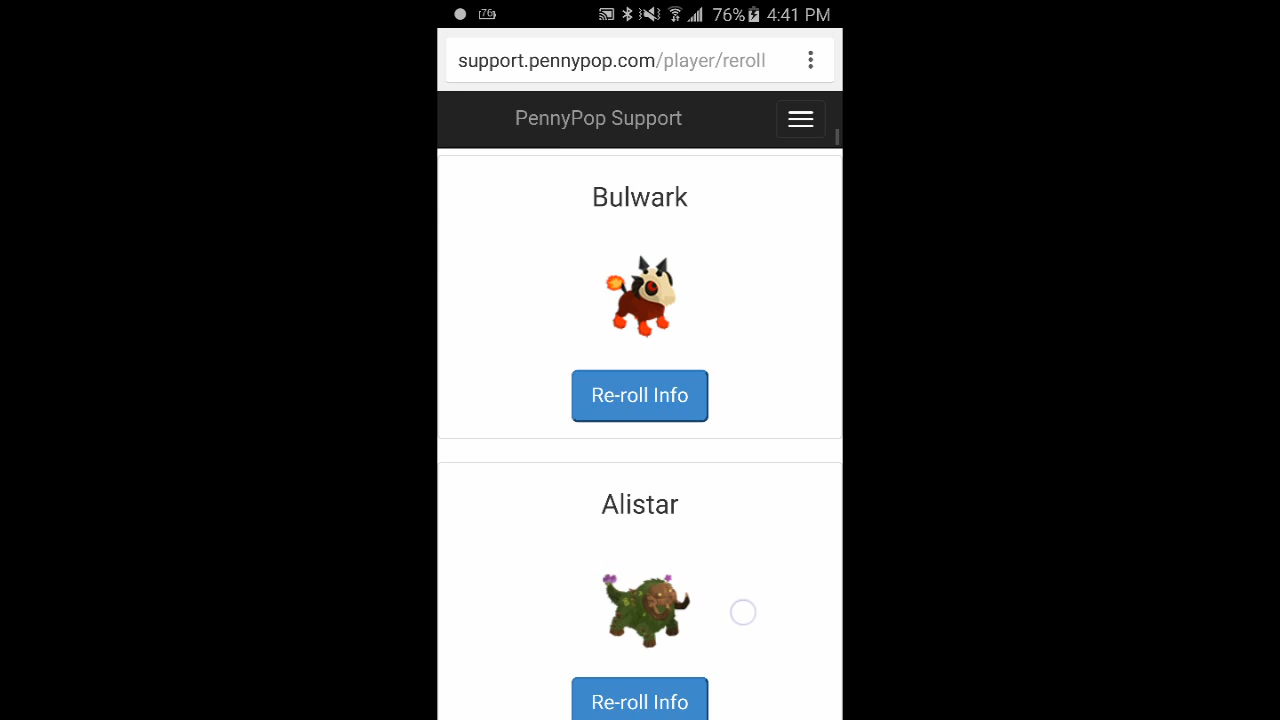 76 76% 4:41 PM
support.pennypop.com/player/reroll
PennyPop Support
Bulwark
Re-roll Info
Alistar
Re-roll Info